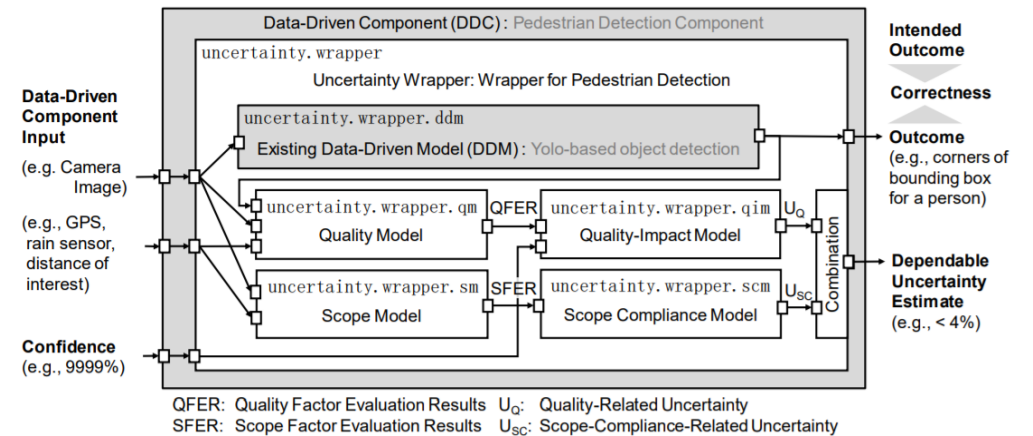 Data-Driven Component (DDC) : Pedestrian Detection Component
uncertainty.wrapper
Uncertainty Wrapper: Wrapper for Pedestrian Detection
uncertainty.wrapper.ddm
Existing Data-Driven Model (DDM) : Yolo-based object detection
Data-Driven
Component
Input
(e.g. Camera
Image)
(e.g., GPS,
rain sensor,
distance of
interest)
Confidence
(e.g., 9999%)
uncertainty.wrapper.qm
Quality Model
QFER
uncertainty.wrapper.qim
Quality-Impact Model
UQ
uncertainty.wrapper.sm
Scope Model
SFER
uncertainty.wrapper.scm
Scope Compliance Model
USC
Combination
Intended
Outcome
Correctness
Outcome
(e.g., corners of
bounding box
for a person)
Dependable
Uncertainty
Estimate
(e.g., < 4%)
QFER: Quality Factor Evaluation Results UQ: Quality-Related Uncertainty
SFER: Scope Factor Evaluation Results USC: Scope-Compliance-Related Uncertainty